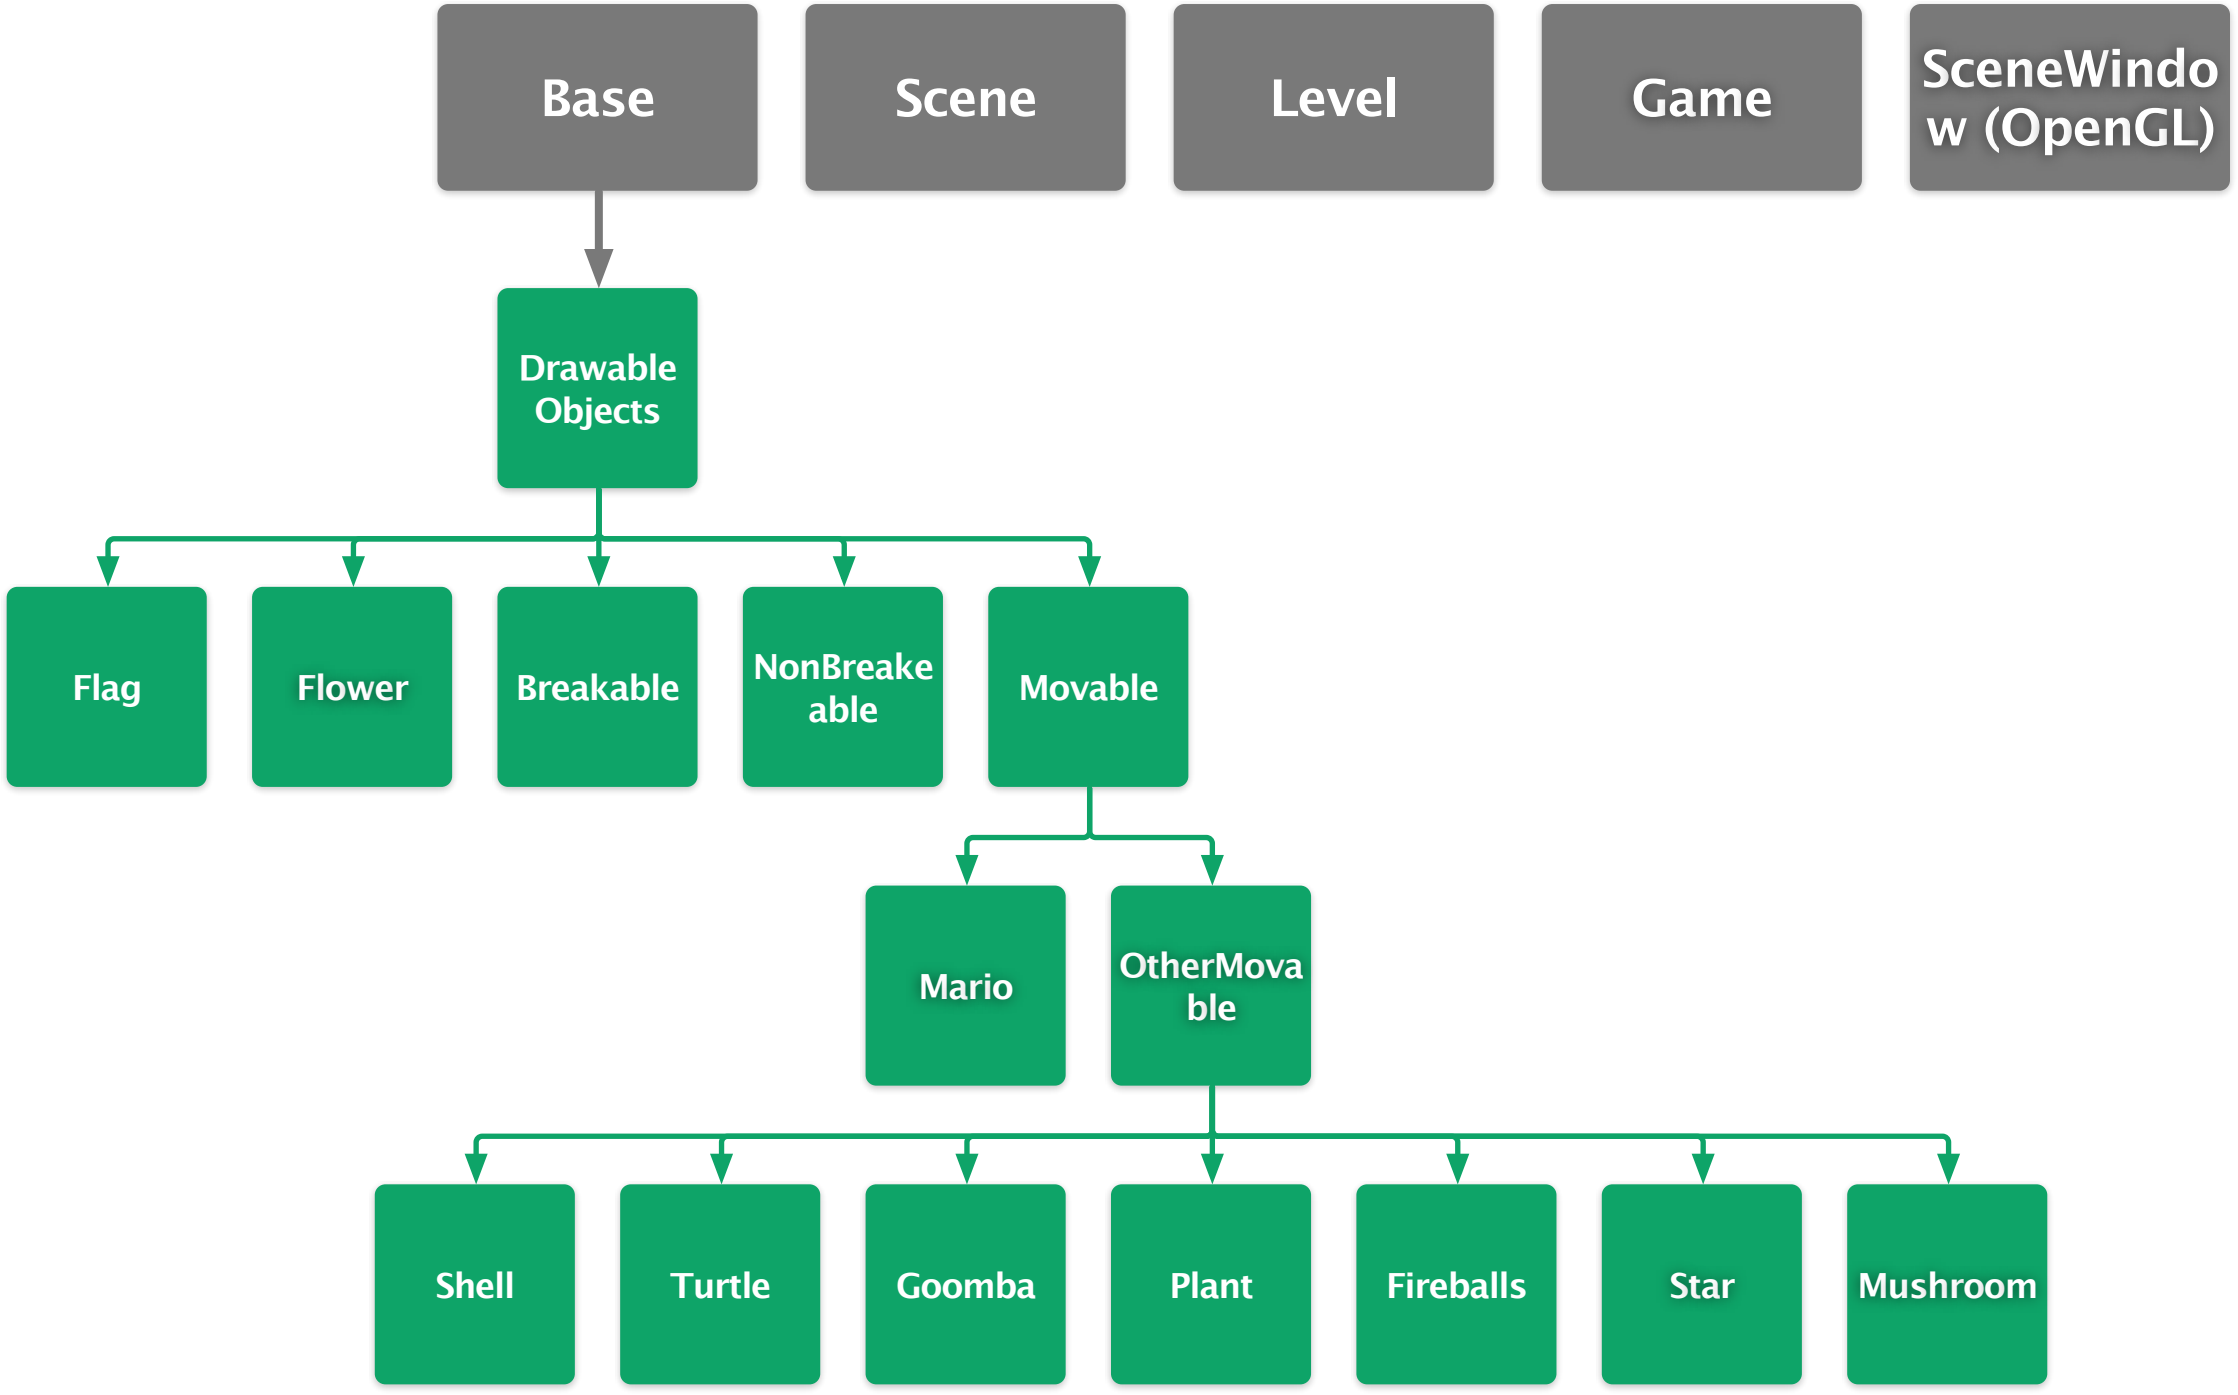 Base
Scene
Level
Game
SceneWindo
w (OpenGL)
Drawable
Objects
Flag
Flower
Breakable
NonBreake
able
Movable
Mario
OtherMova
ble
Shell
Turtle
Goomba
Plant
Fireballs
Star
Mushroom